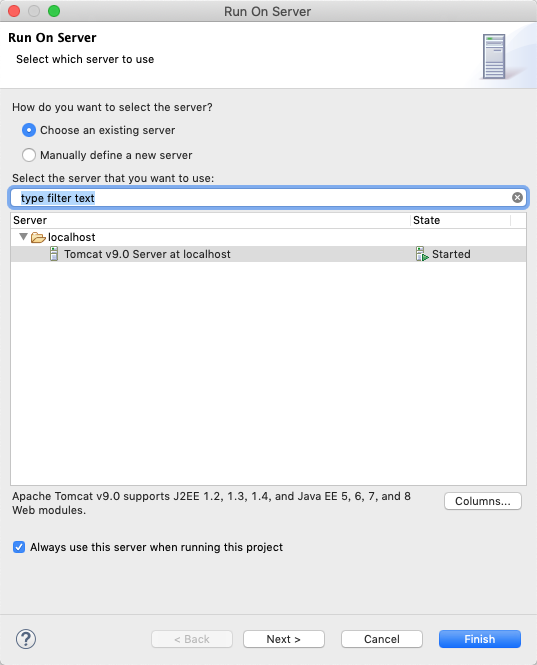 Run On Server
Run On Server
Select which server to use
How do you want to select the server?
Choose an existing server
Manually define a new server
Select the server that you want to use:
type filter text
Server State
localhost
Tomcat v9.0 Server at localhost Started
Apache Tomcat v9.0 supports J2EE 1.2, 1.3, 1.4, and Java EE 5, 6, 7, and 8
Web modules.
Columns...
Always use this server when running this project
? < Back Next > Cancel Finish